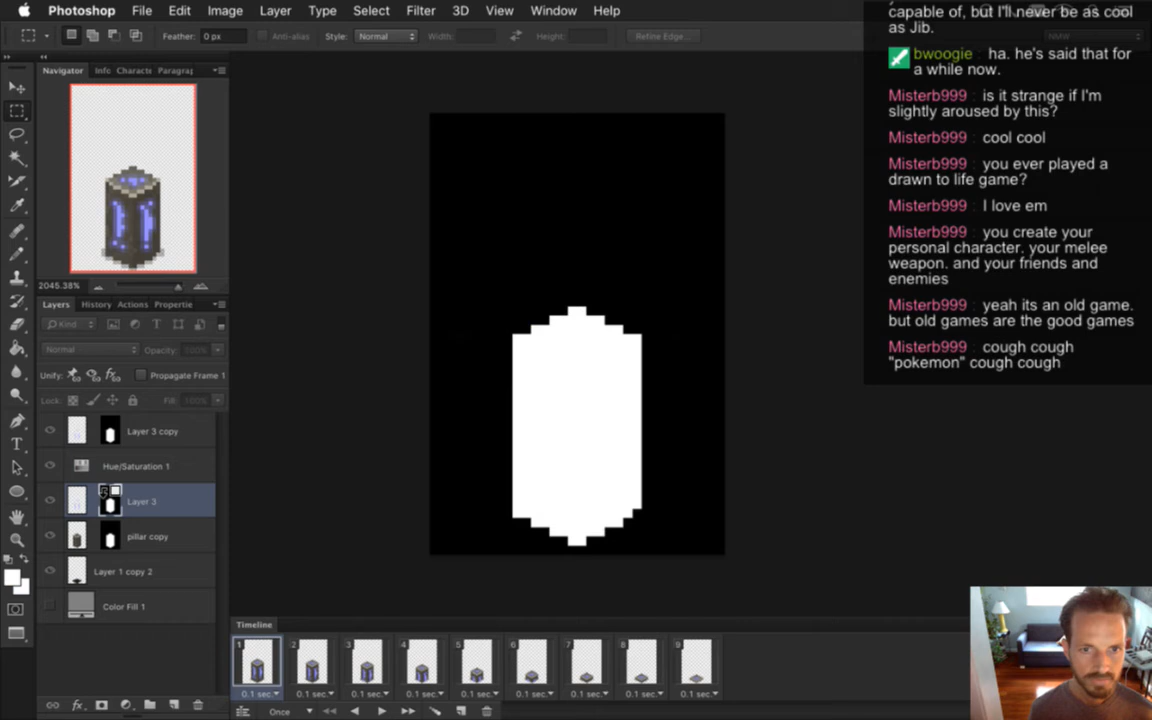 Photoshop File Edit Image Layer Type Select Filter 3D View Window Help
Feather: 0 px Anti-alias Style: Normal Width: Height: Refine Edge...
Navigator Info Characte Paragraj
2045.38%
Layers History Actions Propertie
Kind
Normal Opacity: 100%
Unify: Propagate Frame 1
Lock: Fill: 100%
Layer 3 copy
Hue/Saturation 1
Layer 3
pillar copy
Layer 1 copy 2
Color Fill 1
Timeline
1 2 3 4 5 6 7 8 9
0.1 sec. 0.1 sec. 0.1 sec. 0.1 sec. 0.1 sec. 0.1 sec. 0.1 sec. 0.1 sec. 0.1 sec.
Once
capable of, but I'll never be as cool
as Jib.
bwoogie : ha. he's said that for
a while now.
Misterb999 : is it strange if I'm
slightly aroused by this?
Misterb999 : cool cool
Misterb999 : you ever played a
drawn to life game?
Misterb999 : I love em
Misterb999 : you create your
personal character. your melee
weapon. and your friends and
enemies
Misterb999 : yeah its an old game.
but old games are the good games
Misterb999 : cough cough
"pokemon" cough cough